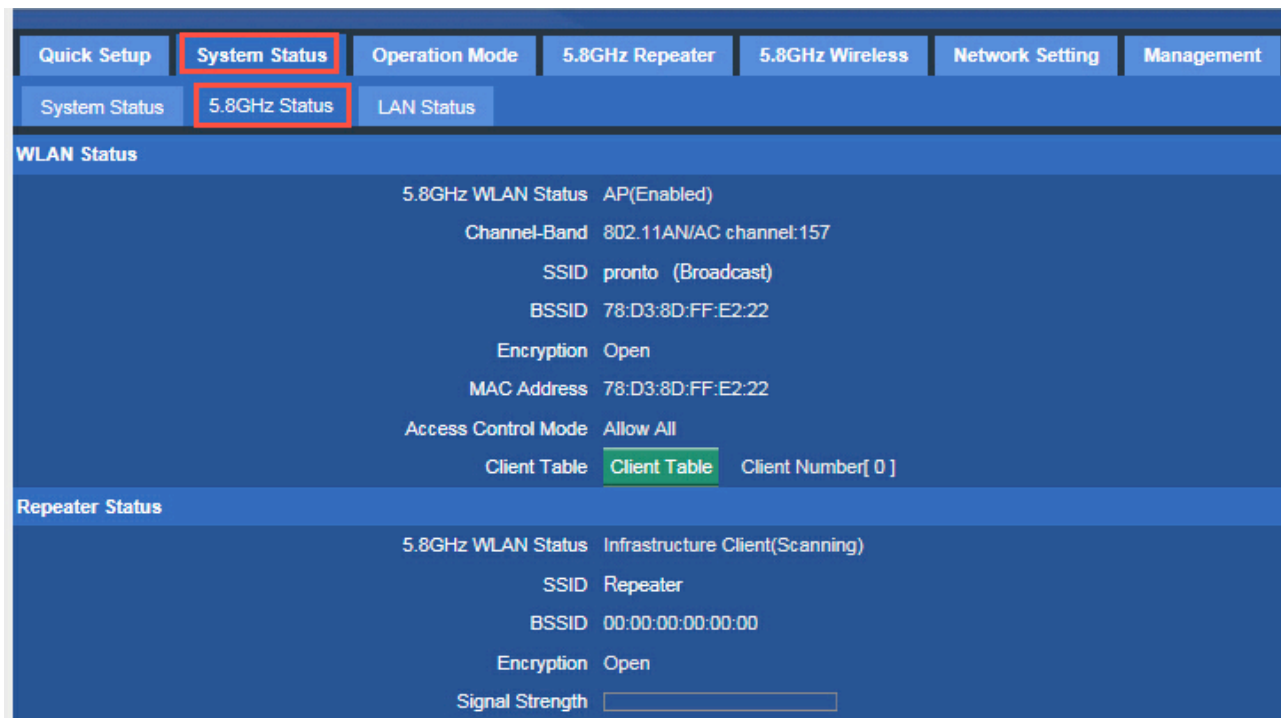 Quick Setup System Status Operation Mode 5.8GHz Repeater 5.8GHz Wireless Network Setting Management
System Status 5.8GHz Status LAN Status
WLAN Status
5.8GHz WLAN Status AP(Enabled)
Channel-Band 802.11AN/AC channel:157
SSID pronto (Broadcast)
BSSID 78:D3:8D:FF:E2:22
Encryption Open
MAC Address 78:D3:8D:FF:E2:22
Access Control Mode Allow All
Client Table Client Table Client Number[ 0 ]
Repeater Status
5.8GHz WLAN Status Infrastructure Client(Scanning)
SSID Repeater
BSSID 00:00:00:00:00:00
Encryption Open
Signal Strength